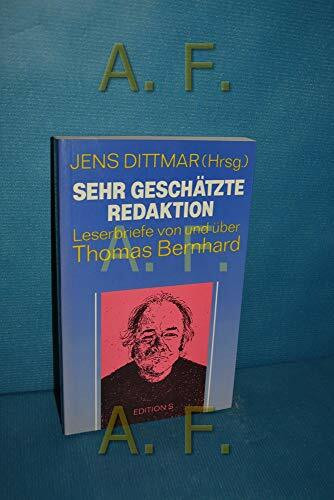 A. F.
JENS DITTMAR (Hrsg.)
A. F.
SEHR GESCHÄTZTE
REDAKTION
Leserbriefe von und über
Thomas Bernhard
A. F.
EDITION S
A. F.